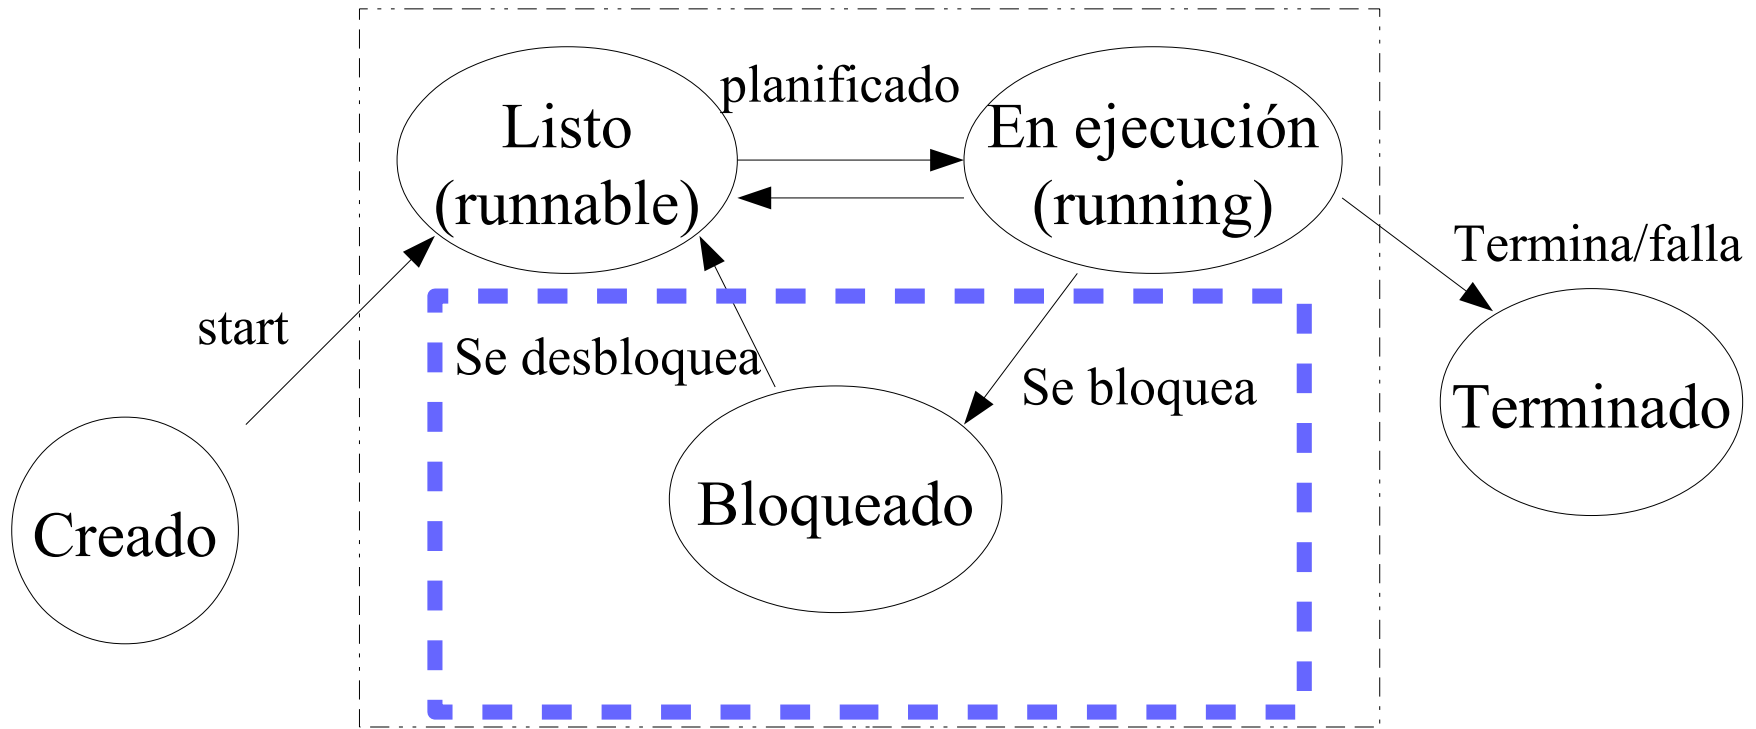 planificado
Listo
(runnable)
En ejecución
(running)
Termina/falla
start
Se desbloquea
Se bloquea
Terminado
Bloqueado
Creado